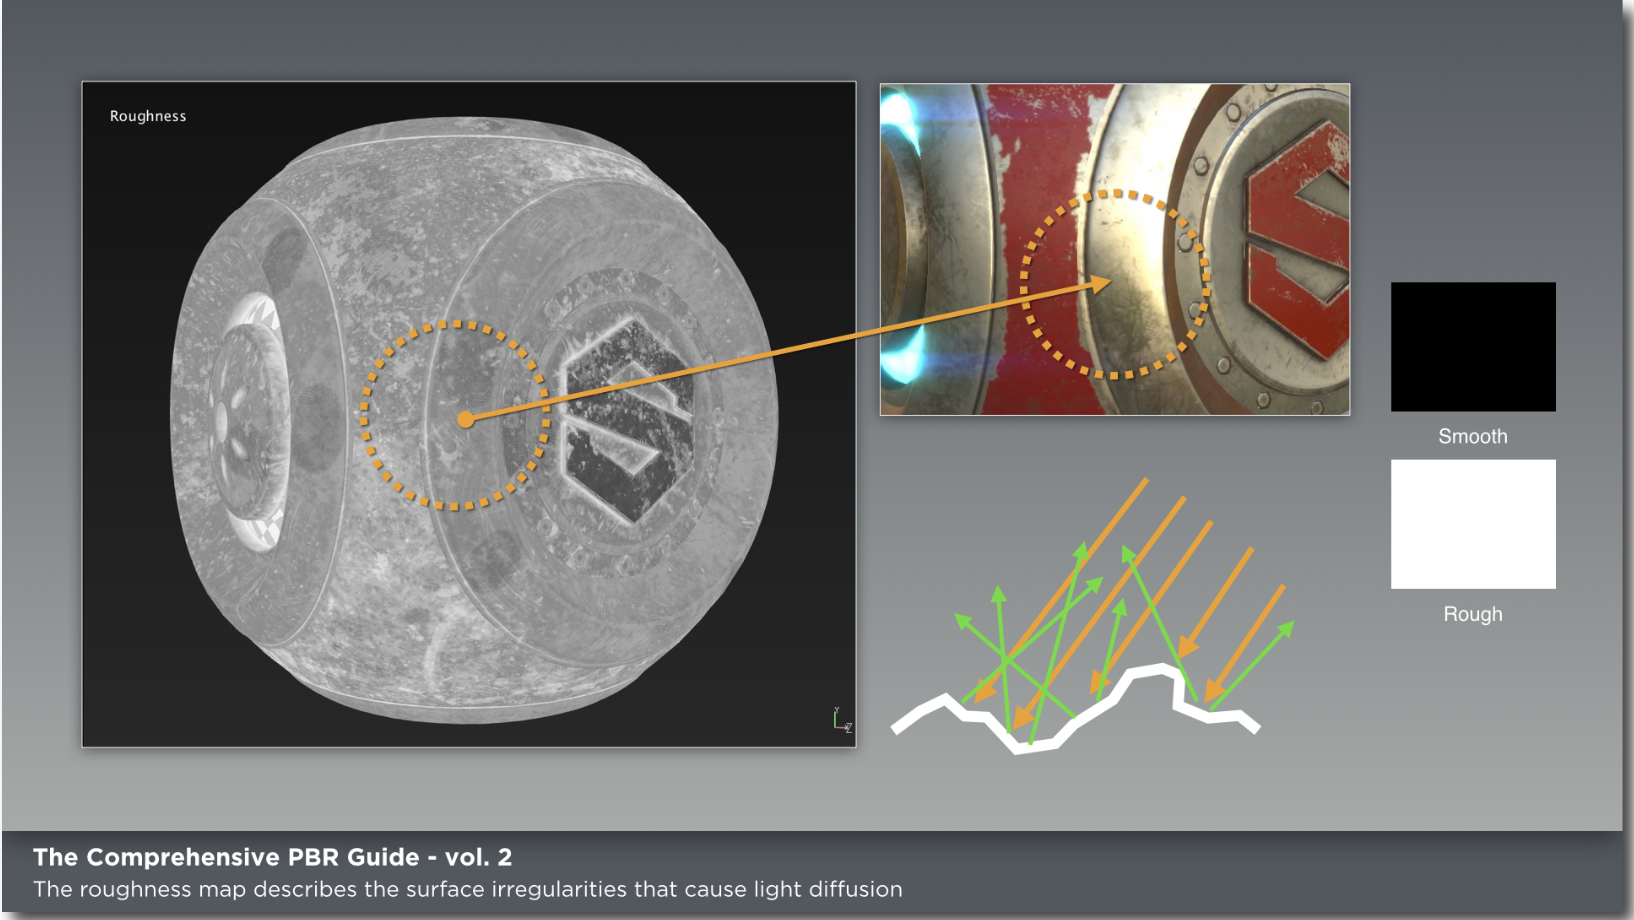 Roughness
Smooth
Rough
Y
Z
The Comprehensive PBR Guide - vol. 2
The roughness map describes the surface irregularities that cause light diffusion